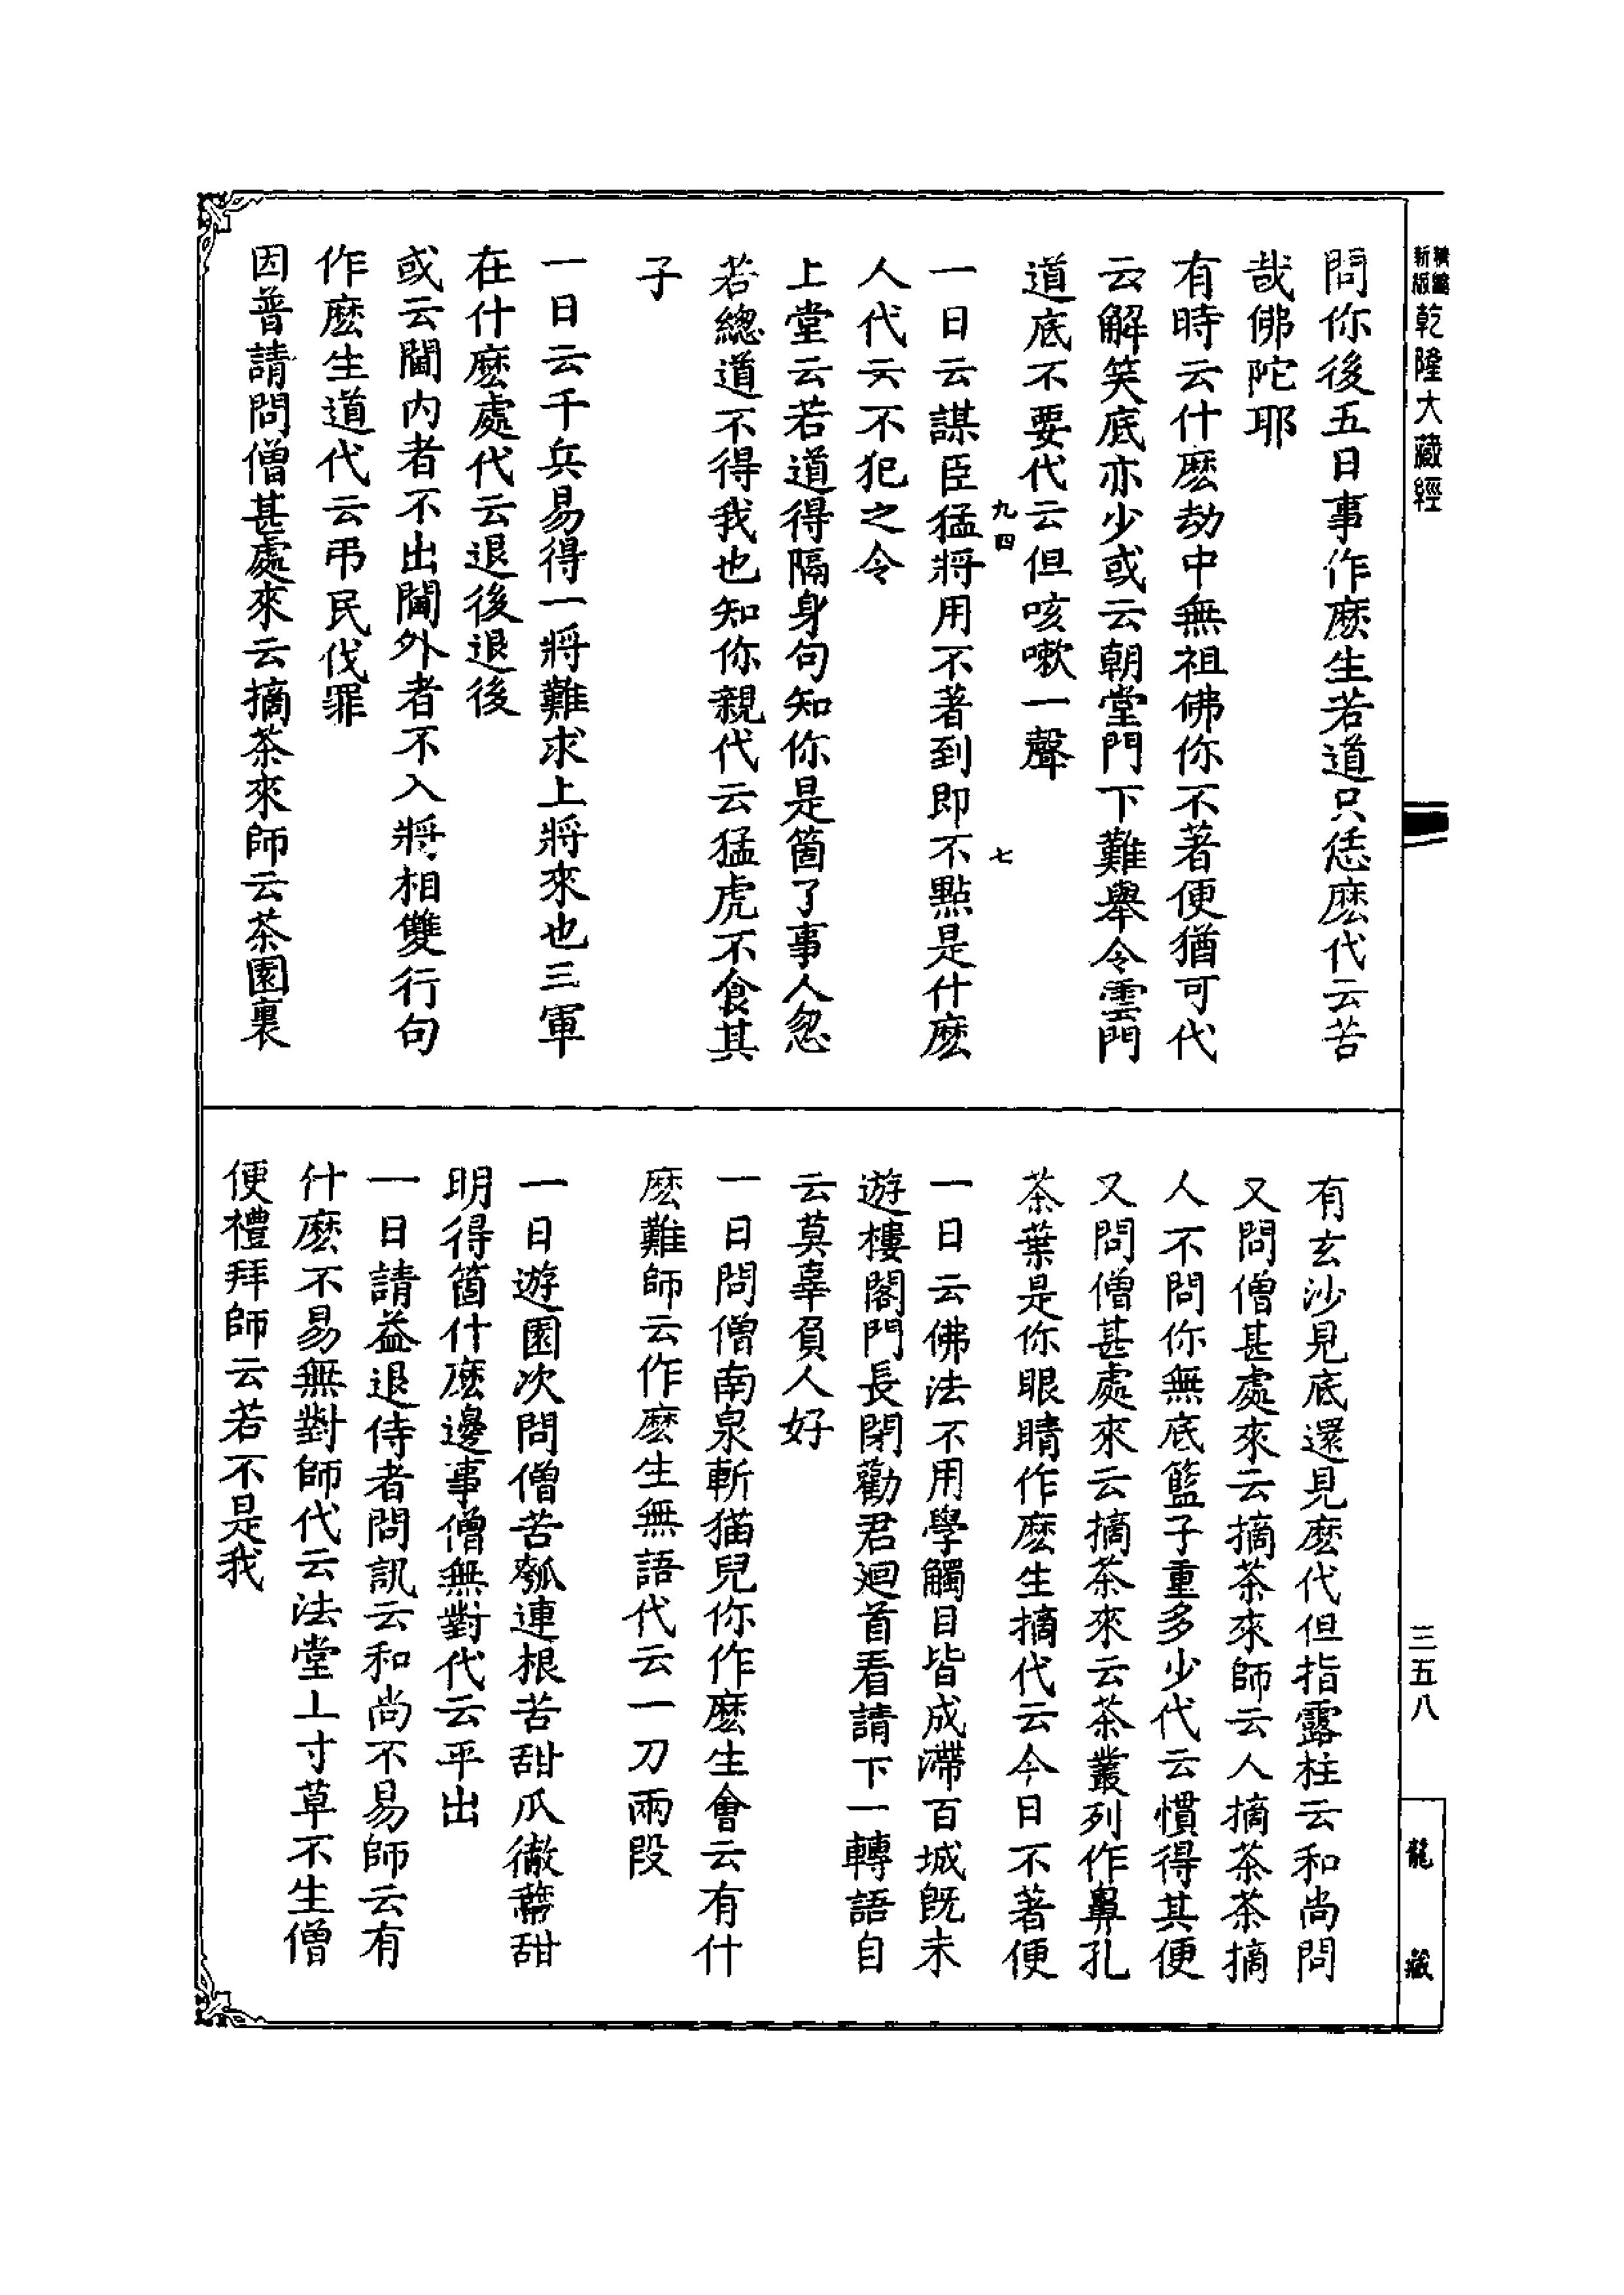 精編
新版
乾隆大藏經
問你後五日事作麽生若道只恁麽代云苦
哉佛陀耶
有時云什麽劫中無祖佛你不著便猶可代
云解笑底亦少或云朝堂門下難舉令雲門
道底不要代云但咳嗽一聲
九四
七
一日云謀臣猛將用不著到即不點是什麽
人代云不犯之令
上堂云若道得隔身句知你是箇了事人忽
若總道不得我也知你親代云猛虎不食其
子
一日云千兵易得一將難求上將來也三軍
在什麽處代云退後退後
或云閫內者不出閫外者不入將相雙行句
作麽生道代云弔民伐罪
因普請問僧甚處來云摘茶來師云茶園裏
有玄沙見底還見麽代但指露柱云和尚問
又問僧甚處來云摘茶來師云人摘茶茶摘
人不問你無底籃子重多少代云慣得其便
又問僧甚處來云摘茶來云茶叢列作鼻孔
茶葉是你眼睛作麽生摘代云今日不著便
一日云佛法不用學觸目皆成滯百城旣未
遊樓閣門長閉勸君迴首看請下一轉語自
云莫辜負人好
一日問僧南泉斬猫兒你作麽生會云有什
麽難師云作麽生無語代云一刀兩段
一日遊園次問僧苦瓠連根苦甜瓜徹蔕甜
明得箇什麽邊事僧無對代云平出
一日請益退侍者問訊云和尚不易師云有
什麽不易無對師代云法堂上寸草不生僧
便禮拜師云若不是我
三五八
龍藏